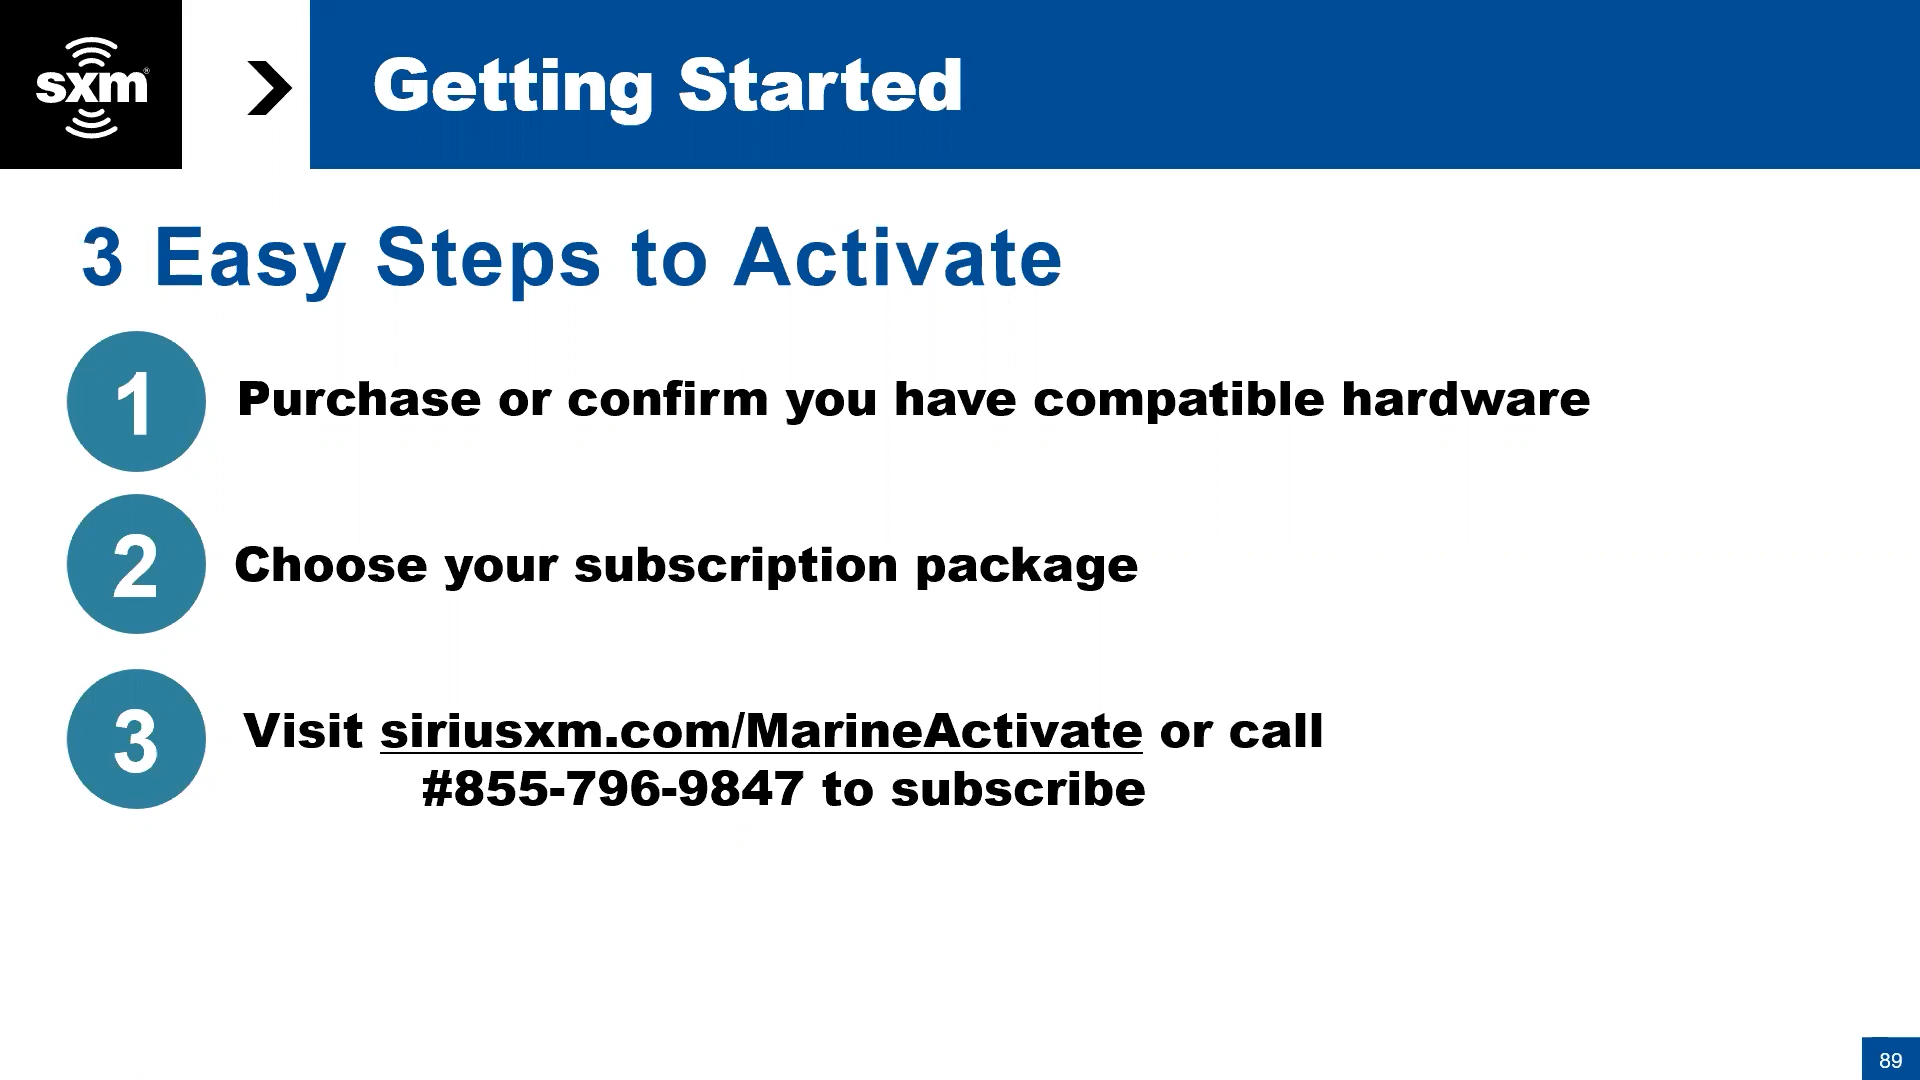 sxm®
Getting Started
3 Easy Steps to Activate
1
Purchase or confirm you have compatible hardware
2
Choose your subscription package
3
Visit siriusxm.com/MarineActivate or call
#855-796-9847 to subscribe
89